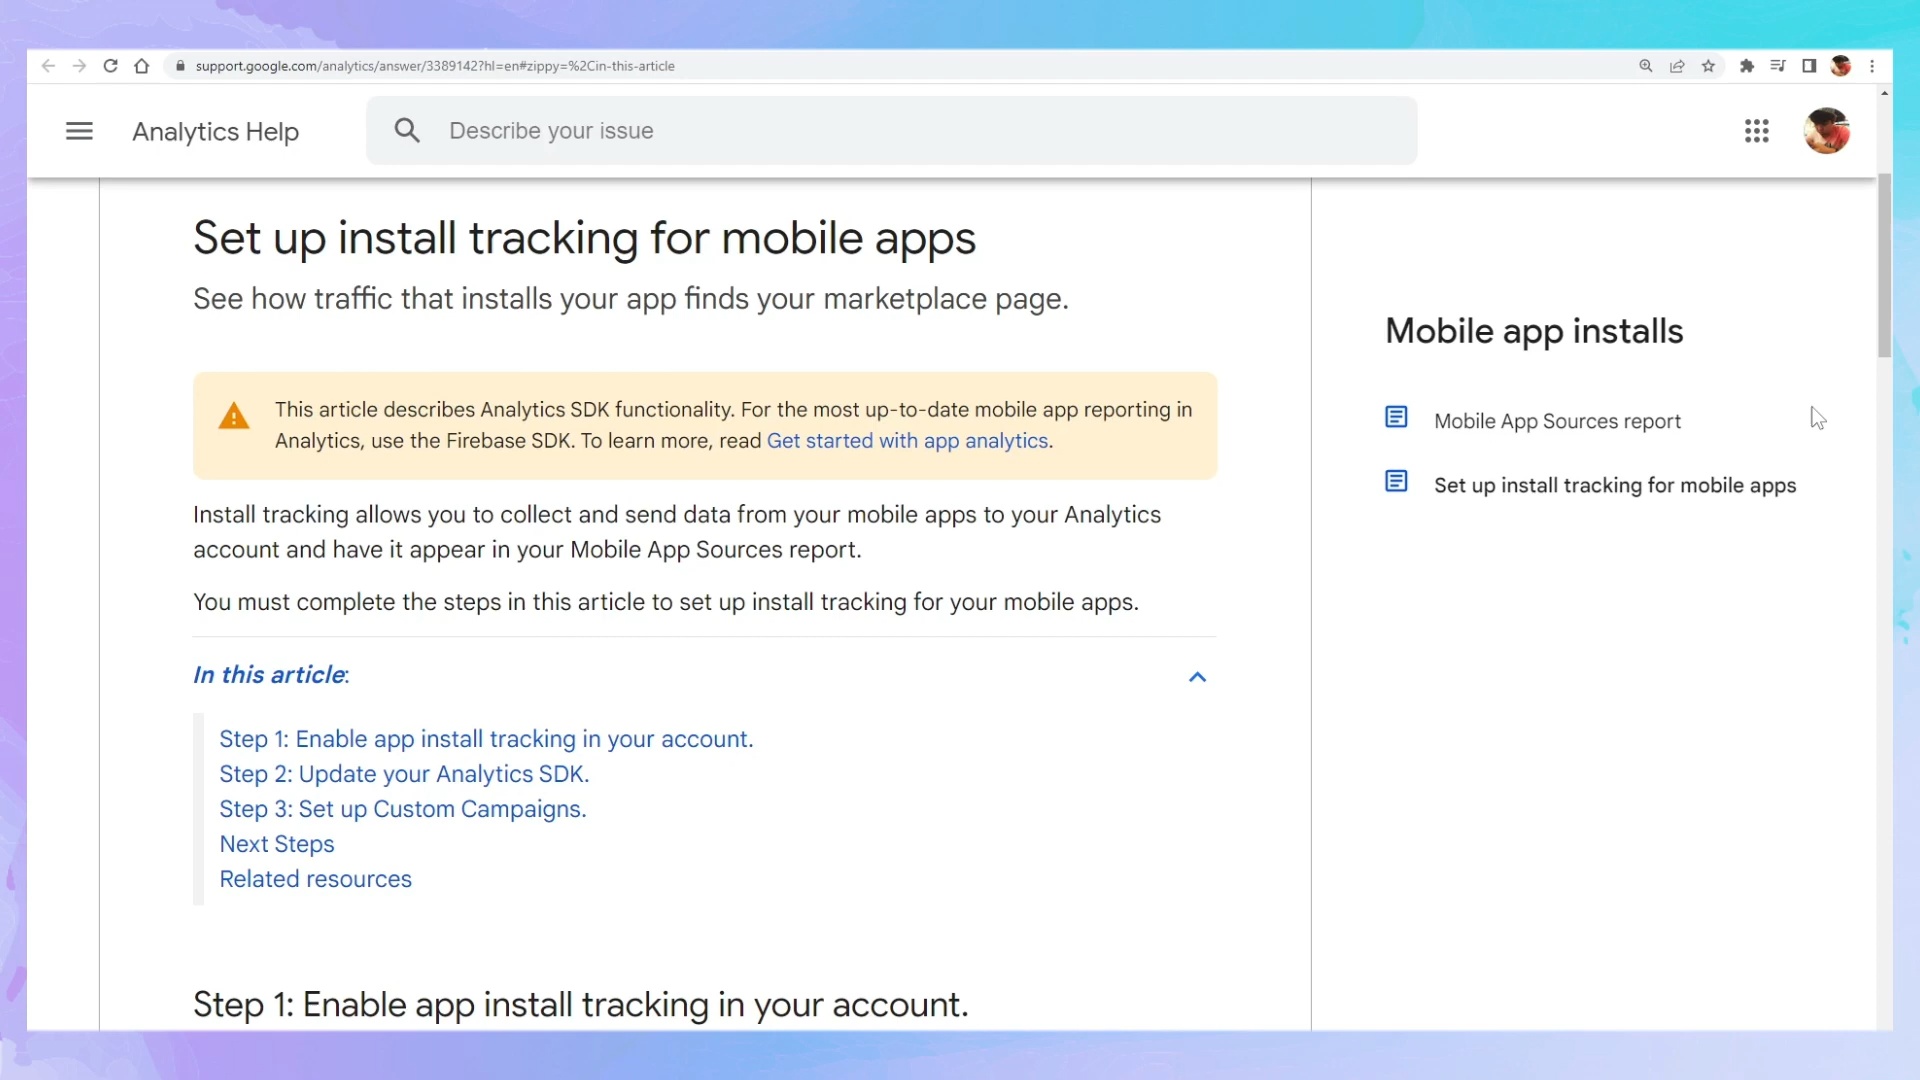 support.google.com/analytics/answer/3389142?hl=en#zippy=%2Cin-this-article
Analytics Help
Describe your issue
Set up install tracking for mobile apps
See how traffic that installs your app finds your marketplace page.
This article describes Analytics SDK functionality. For the most up-to-date mobile app reporting in
Analytics, use the Firebase SDK. To learn more, read Get started with app analytics.
Install tracking allows you to collect and send data from your mobile apps to your Analytics
account and have it appear in your Mobile App Sources report.
You must complete the steps in this article to set up install tracking for your mobile apps.
In this article:
Step 1: Enable app install tracking in your account.
Step 2: Update your Analytics SDK.
Step 3: Set up Custom Campaigns.
Next Steps
Related resources
Step 1: Enable app install tracking in your account.
Mobile app installs
Mobile App Sources report
Set up install tracking for mobile apps